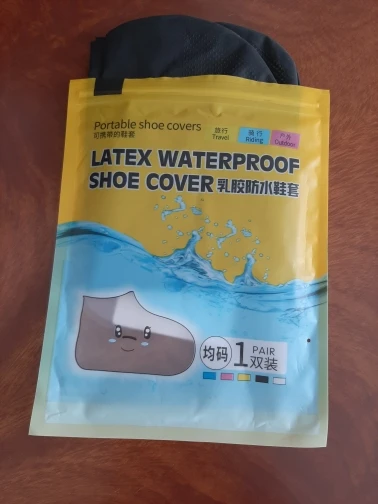 Portable shoe covers
可携带的鞋套
旅行
Travel
骑行
Riding
户外
Outdoor
LATEX WATERPROOF
SHOE COVER 乳胶防水鞋套
均码 1 PAIR
双装